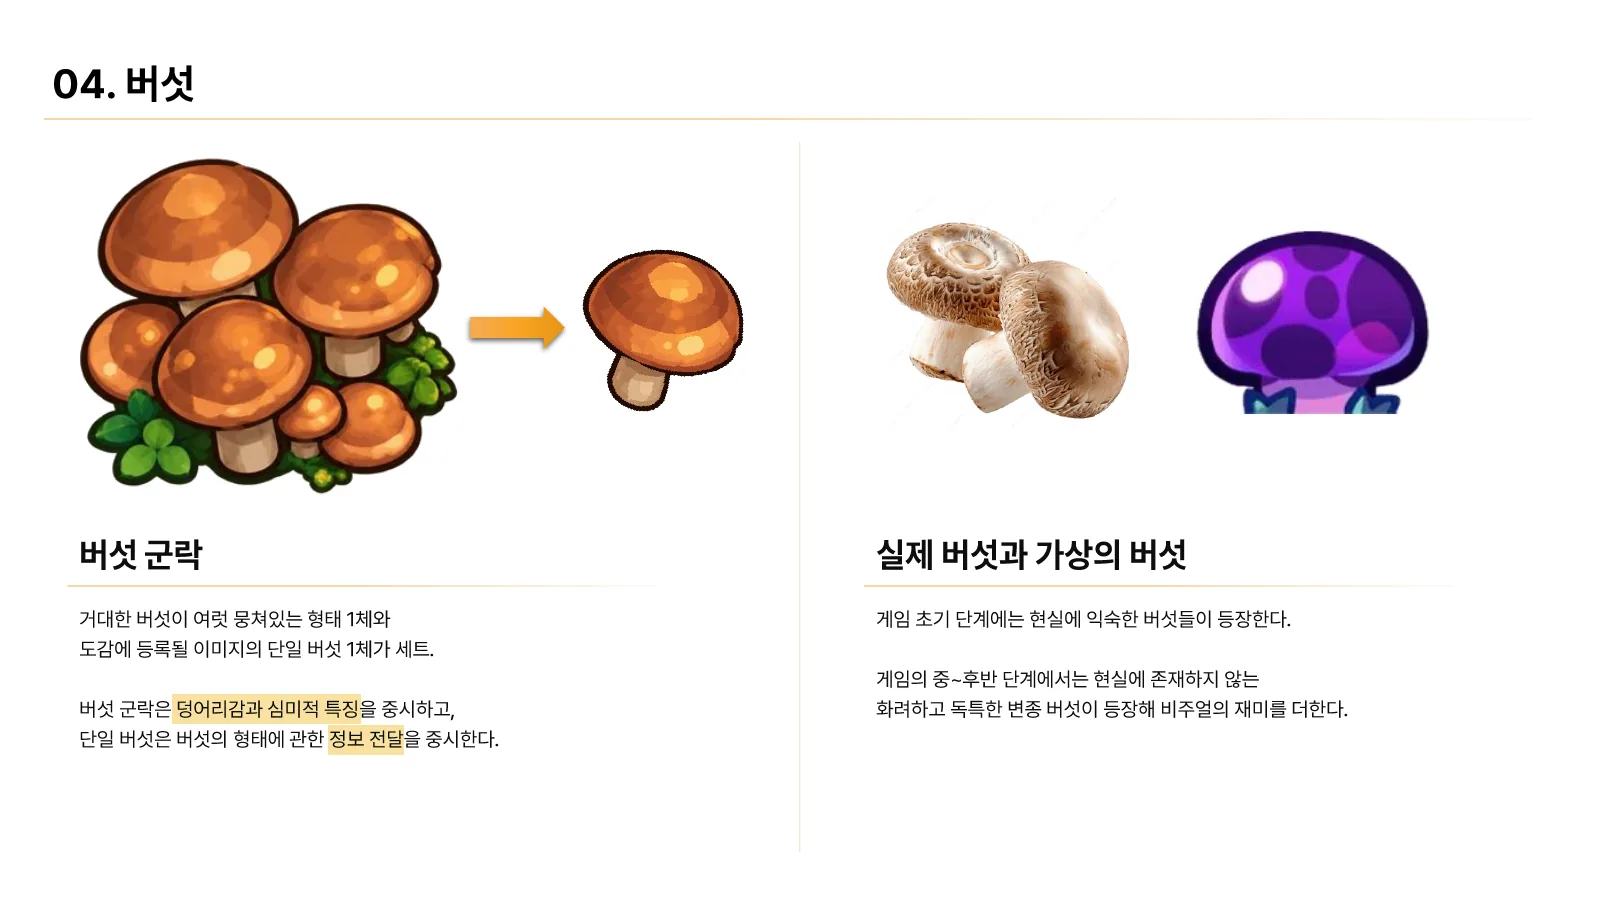 04. 버섯
버섯 군락
거대한 버섯이 여럿 뭉쳐있는 형태 1체와
도감에 등록될 이미지의 단일 버섯 1체가 세트.
버섯 군락은 덩어리감과 심미적 특징을 중시하고,
단일 버섯은 버섯의 형태에 관한 정보 전달을 중시한다.
실제 버섯과 가상의 버섯
게임 초기 단계에는 현실에 익숙한 버섯들이 등장한다.
게임의 중~후반 단계에서는 현실에 존재하지 않는
화려하고 독특한 변종 버섯이 등장해 비주얼의 재미를 더한다.